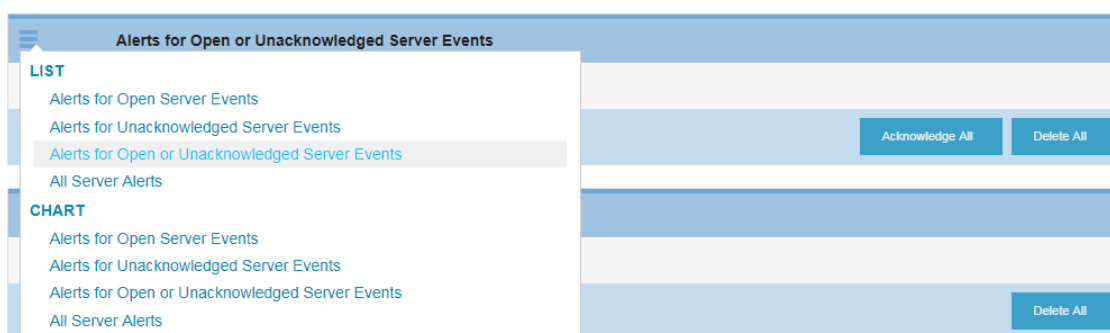 Alerts for Open or Unacknowledged Server Events
LIST
Alerts for Open Server Events
Alerts for Unacknowledged Server Events
Alerts for Open or Unacknowledged Server Events
All Server Alerts
Acknowledge All
Delete All
CHART
Alerts for Open Server Events
Alerts for Unacknowledged Server Events
Alerts for Open or Unacknowledged Server Events
All Server Alerts
Delete All